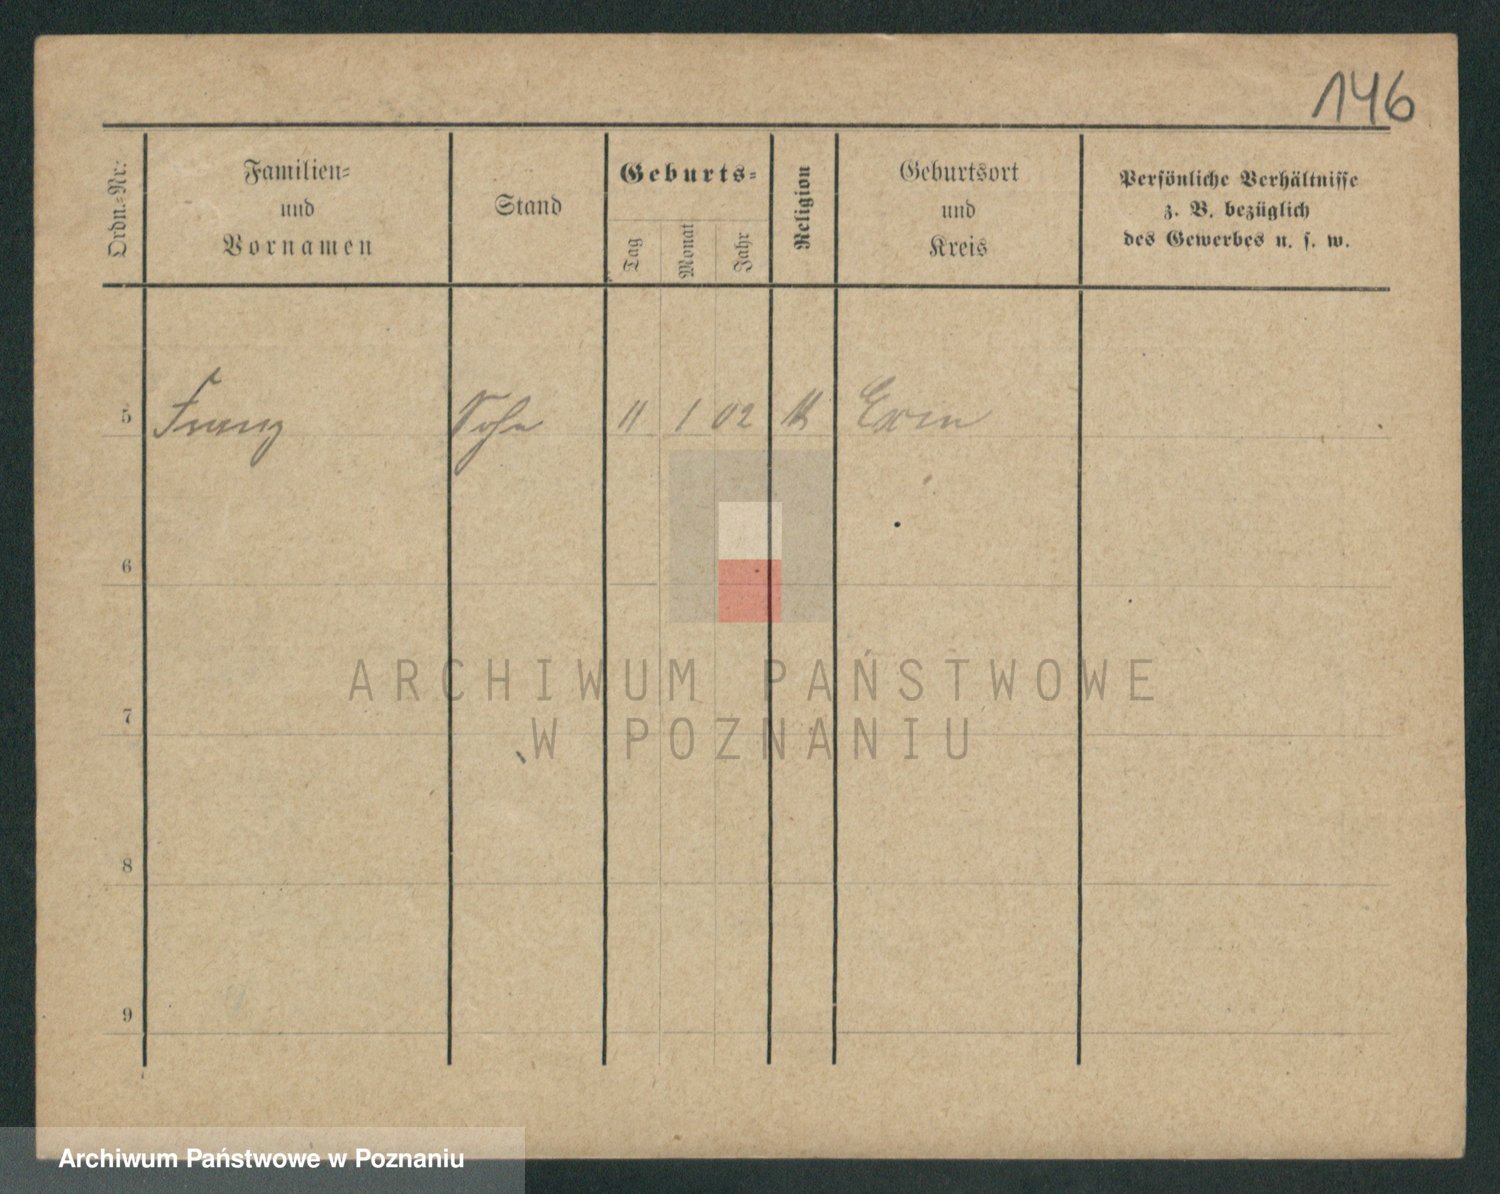 146
Ordn.-Nr:
Familien-
und
Vornamen
Stand
Geburts-
Tag
Monat
Jahr
Religion
Geburtsort
und
Kreis
Persönliche Verhältnisse
z. B. bezüglich
des Gewerbes u. s. w.
5 Franz Sohn 11 1 02 k
6
7
8
9
ARCHIWUM PAŃSTWOWE
W POZNANIU
Archiwum Państwowe w Poznaniu